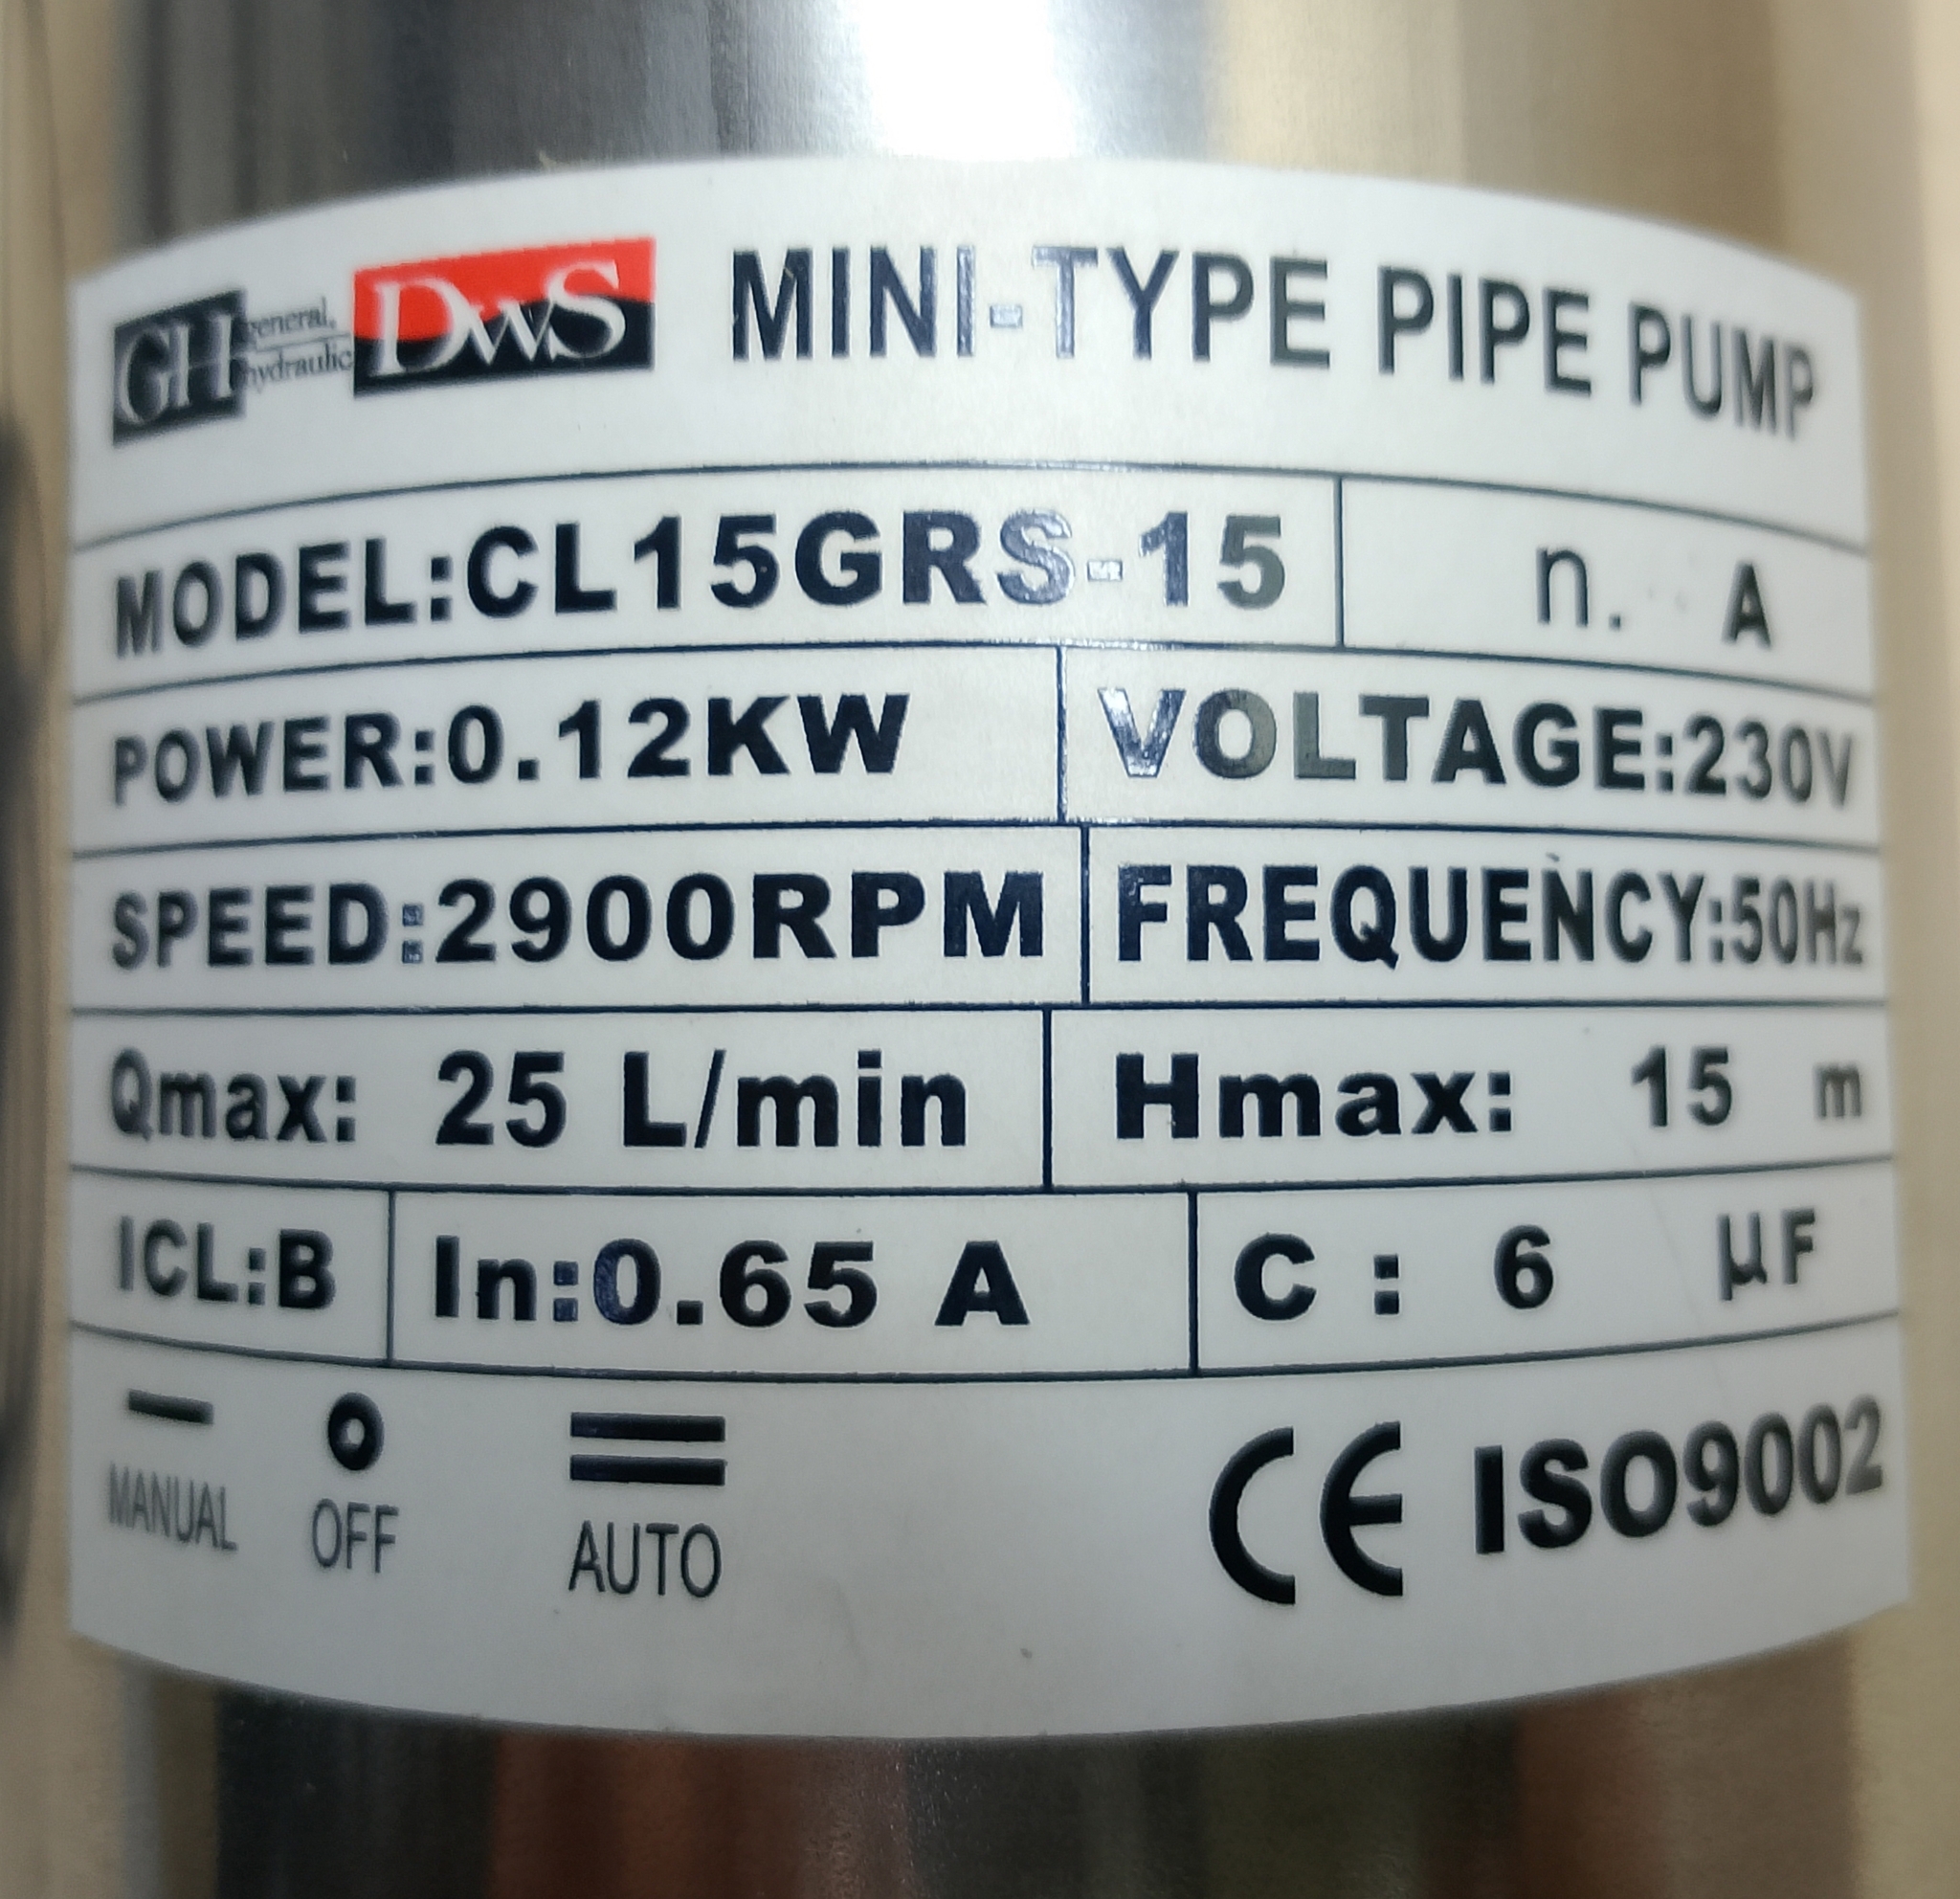 GH general. hydraulic DWS MINI-TYPE PIPE PUMP
MODEL:CL15GRS-15 n. A
POWER:0.12KW VOLTAGE:230V
SPEED:2900RPM FREQUENCY:50Hz
Qmax: 25 L/min Hmax: 15 m
ICL:B In:0.65 A C : 6 µF
MANUAL OFF AUTO CE ISO9002